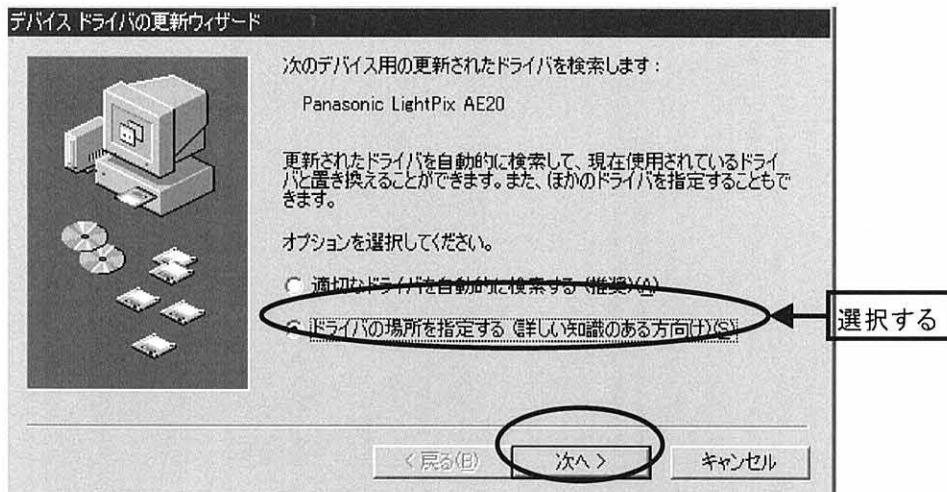 デバイス ドライバの更新ウィザード
次のデバイス用の更新されたドライバを検索します:
Panasonic LightPix AE20
更新されたドライバを自動的に検索して、現在使用されているドライ
バと置き換えることができます。また、ほかのドライバを指定することもで
きます。
オプションを選択してください。
適切なドライバを自動的に検索する (推奨)(A)
ドライバの場所を指定する (詳しい知識のある方向け)(S)
選択する
< 戻る(B)
次へ >
キャンセル